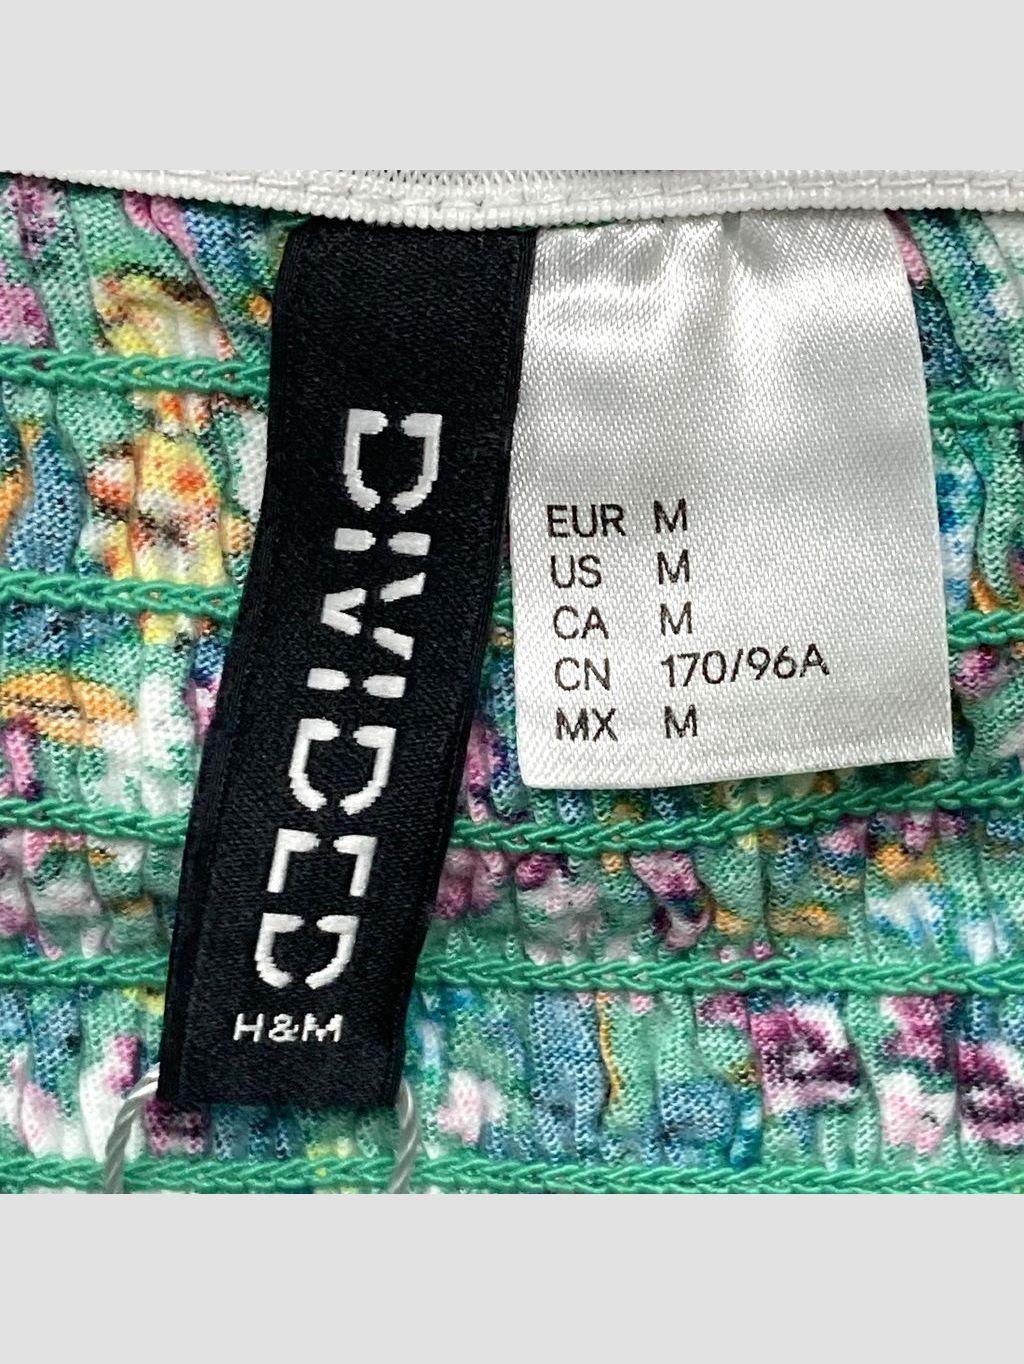 DIVIDED
H&M
EUR M
US M
CA M
CN 170/96A
MX M